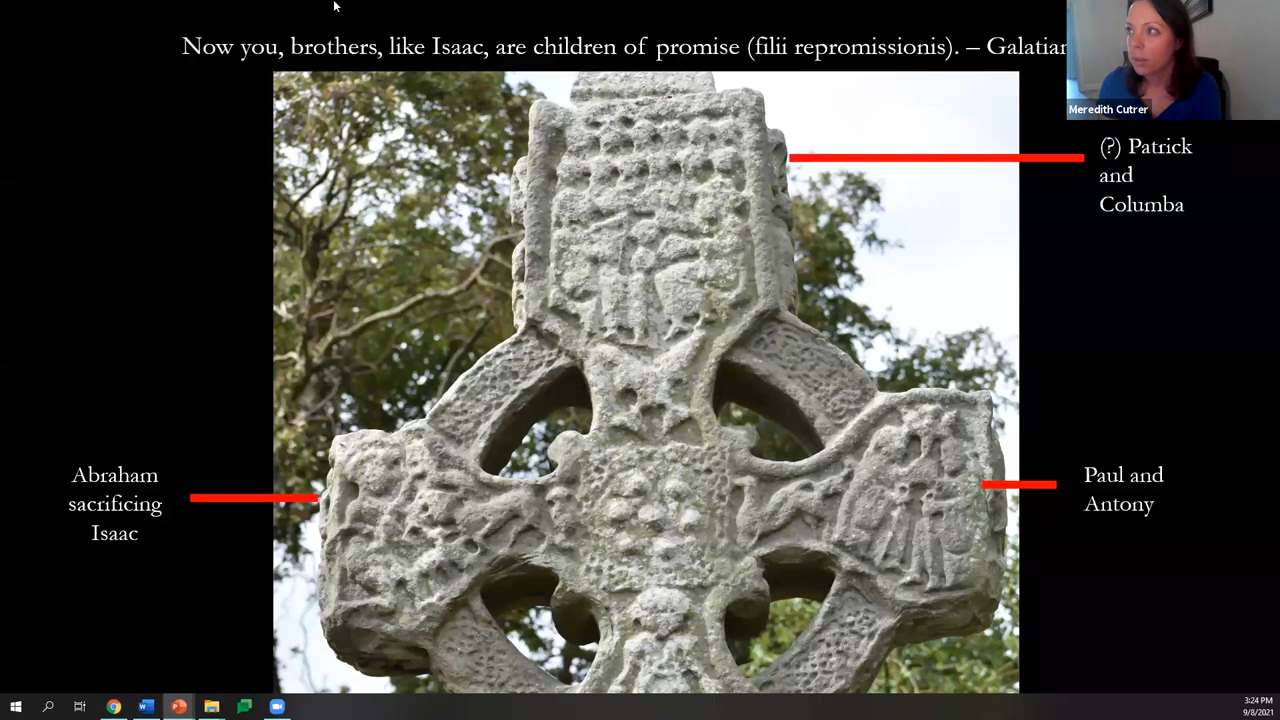 Now you, brothers, like Isaac, are children of promise (filii repromissionis). – Galatian
Meredith Cutrer
(?) Patrick
and
Columba
Abraham
sacrificing
Isaac
Paul and
Antony
3:24 PM
9/8/2021